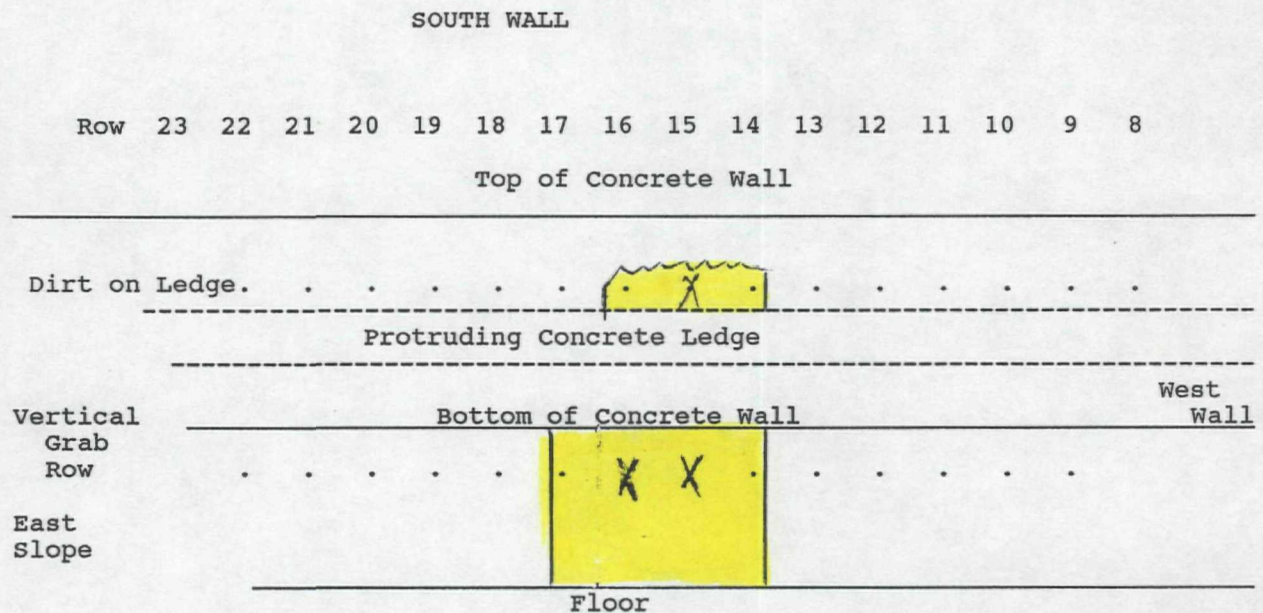 SOUTH WALL
Row 23 22 21 20 19 18 17 16 15 14 13 12 11 10 9 8
Top of Concrete Wall
Dirt on Ledge. . . . . . . X . . . . . . .
Protruding Concrete Ledge
West
Wall
Vertical
Grab
Row
Bottom of Concrete Wall
. . . . . . X X . . . . . .
East
Slope
Floor